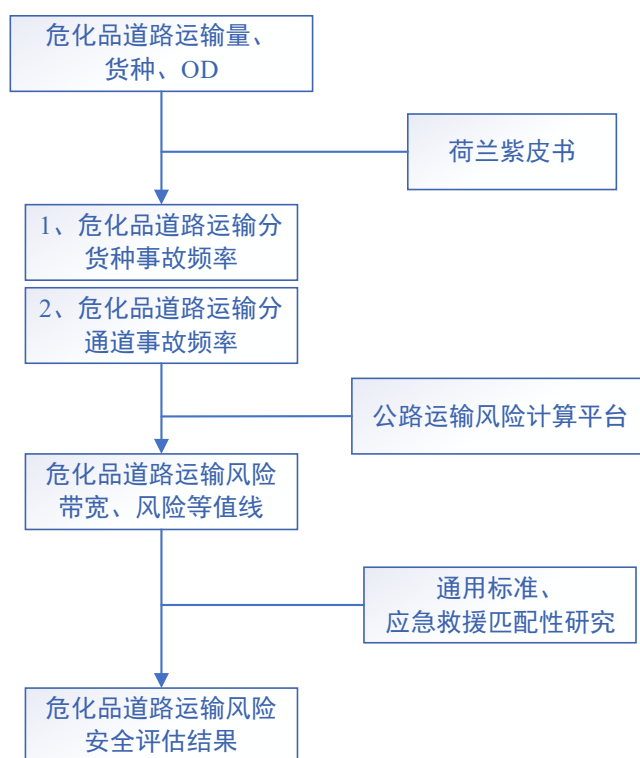 危化品道路运输量、
货种、OD
荷兰紫皮书
1、危化品道路运输分
货种事故频率
2、危化品道路运输分
通道事故频率
公路运输风险计算平台
危化品道路运输风险
带宽、风险等值线
通用标准、
应急救援匹配性研究
危化品道路运输风险
安全评估结果